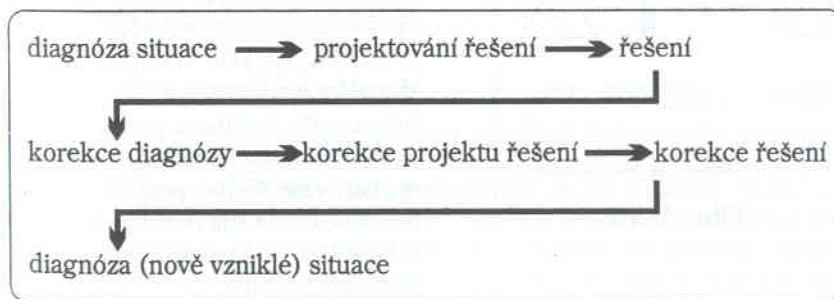 diagnóza situace projektování řešení řešení
korekce diagnózy korekce projektu řešení korekce řešení
diagnóza (nově vzniklé) situace